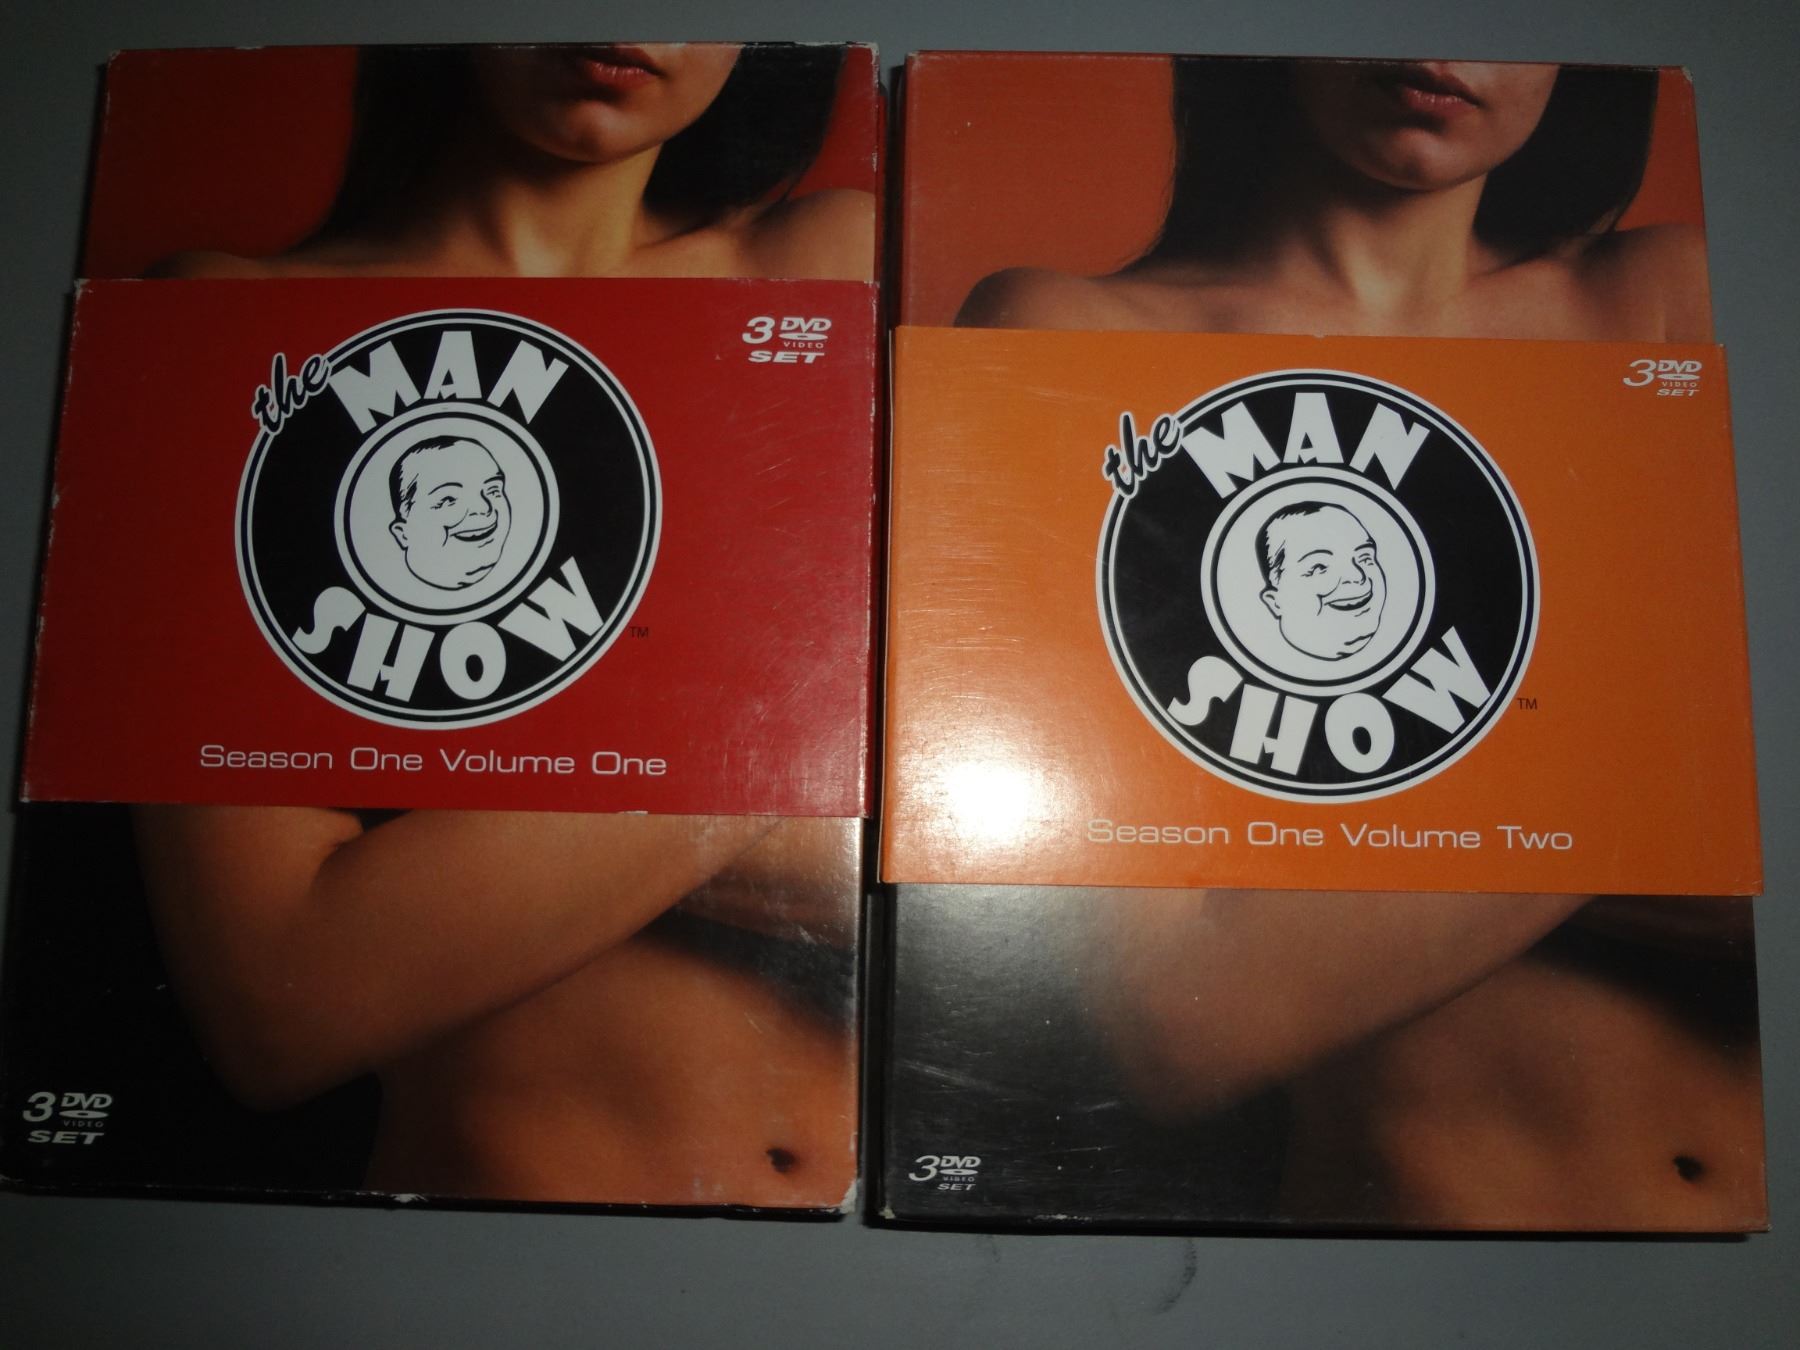 3 DVD
VIDEO
SET
the
MAN
SHOW
TM
Season One Volume One
3 DVD
VIDEO
SET
3 DVD
VIDEO
SET
the
MAN
SHOW
TM
Season One Volume Two
3 DVD
VIDEO
SET